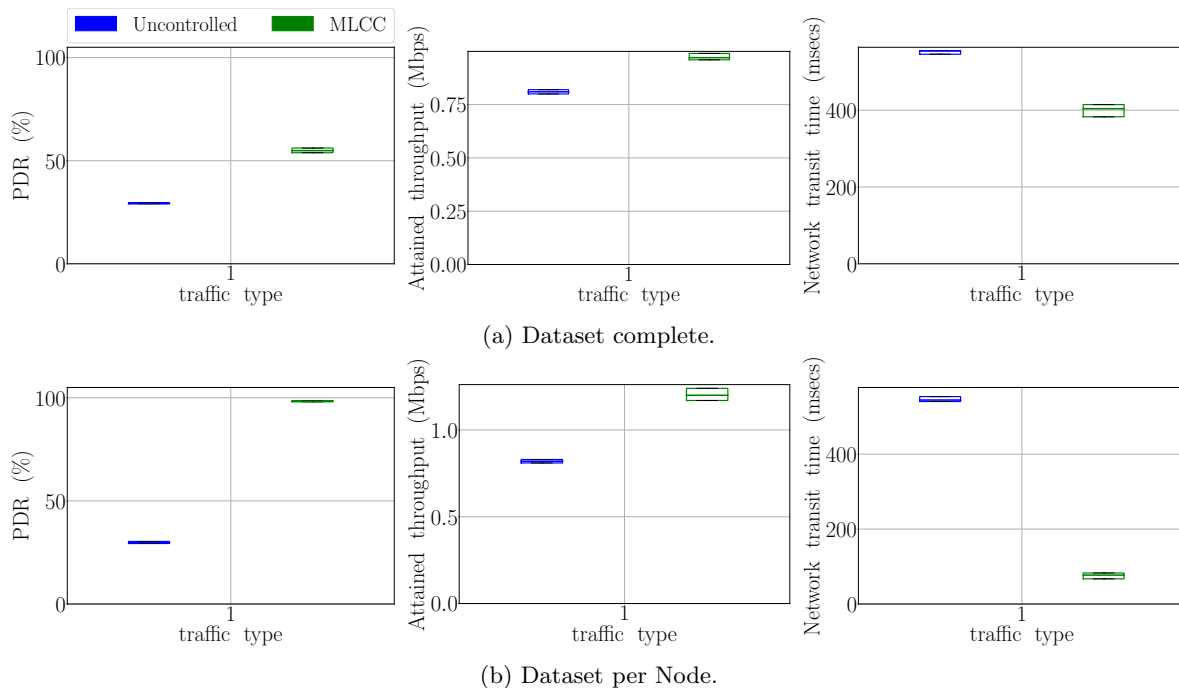 Uncontrolled MLCC
PDR (%)
100
50
0
1
traffic type
Attained throughput (Mbps)
0.75
0.50
0.25
0.00
1
traffic type
Network transit time (msecs)
400
200
0
1
traffic type
(a) Dataset complete.
PDR (%)
100
50
0
1
traffic type
Attained throughput (Mbps)
1.0
0.5
0.0
1
traffic type
Network transit time (msecs)
400
200
0
1
traffic type
(b) Dataset per Node.